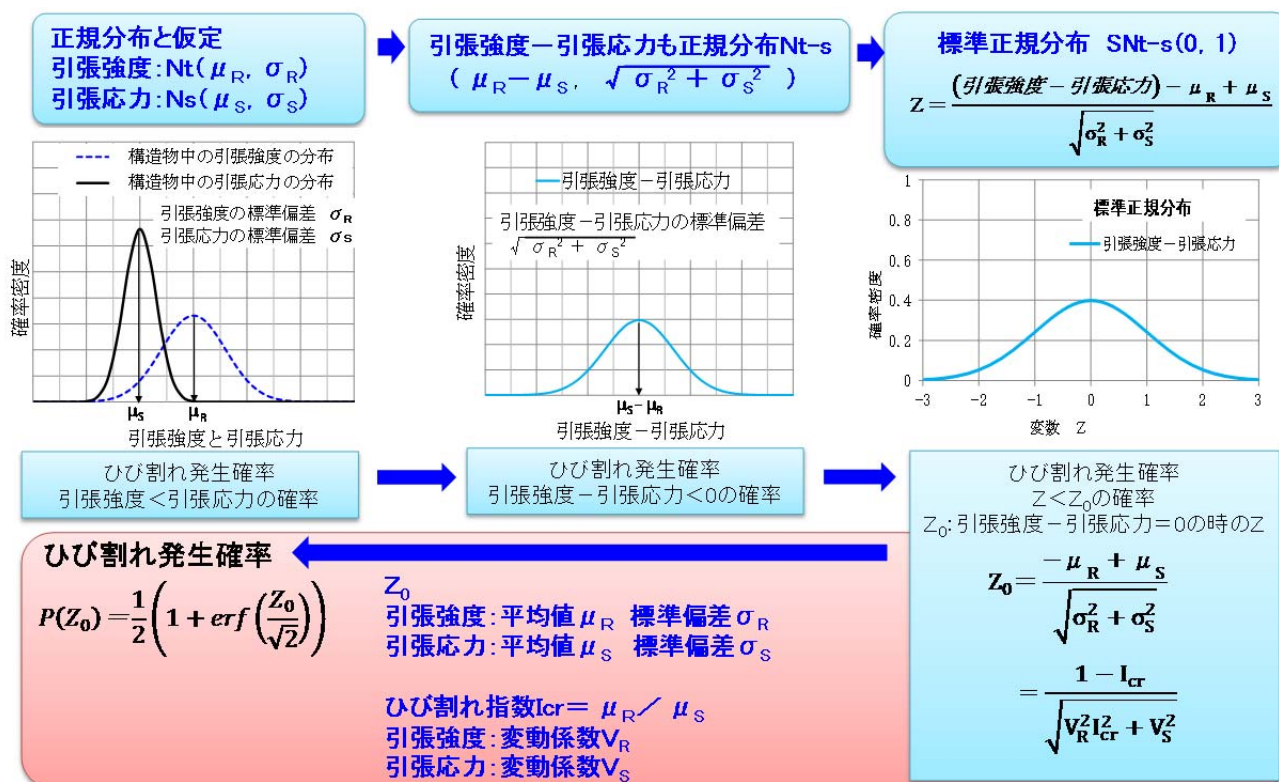 正規分布と仮定
引張強度:Nt(μR, σR)
引張応力:Ns(μS, σS)
引張強度－引張応力も正規分布Nt-s
( μR－μS, √σR² + σS² )
標準正規分布 SNt-s(0, 1)
Z=(引張強度－引張応力)－μR + μS
√σR² + σS²
構造物中の引張強度の分布
構造物中の引張応力の分布
引張強度の標準偏差 σR
引張応力の標準偏差 σS
確率密度
μS
μR
引張強度と引張応力
引張強度－引張応力
引張強度－引張応力の標準偏差
√σR² + σS²
確率密度
μS－μR
引張強度－引張応力
標準正規分布
引張強度－引張応力
確率密度
1
0.8
0.6
0.4
0.2
0
-3 -2 -1 0 1 2 3
変数 Z
ひび割れ発生確率
引張強度＜引張応力の確率
ひび割れ発生確率
引張強度－引張応力＜0の確率
ひび割れ発生確率
Z＜Z0の確率
Z0:引張強度－引張応力＝0の時のZ
Z0=－μR + μS
√σR² + σS²
=1 − Icr
√VR²Icr² + VS²
ひび割れ発生確率
P(Z0)=1/2(1 + erf(Z0/√2))
Z0
引張強度:平均値μR 標準偏差σR
引張応力:平均値μS 標準偏差σS
ひび割れ指数Icr＝ μR／μS
引張強度:変動係数VR
引張応力:変動係数VS